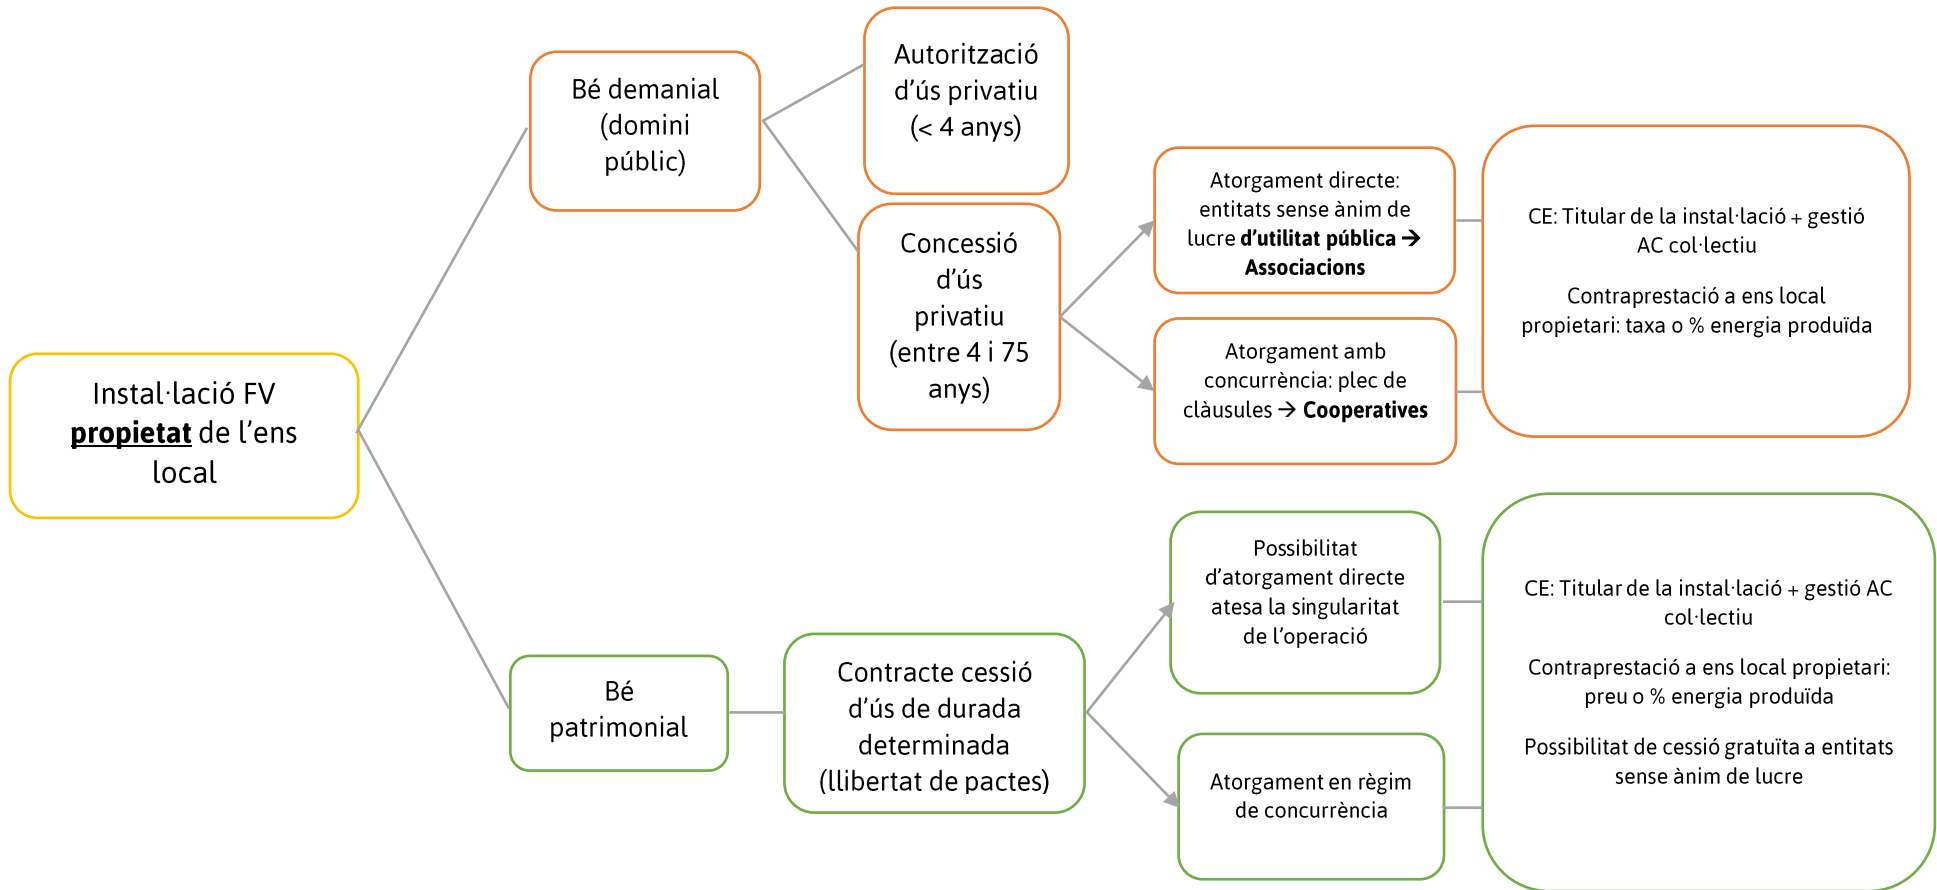 Instal·lació FV
propietat de l’ens
local
Bé demanial
(domini
públic)
Autorització
d’ús privatiu
(< 4 anys)
Concessió
d’ús
privatiu
(entre 4 i 75
anys)
Atorgament directe:
entitats sense ànim de
lucre d’utilitat pública →
Associacions
Atorgament amb
concurrència: plec de
clàusules → Cooperatives
CE: Titular de la instal·lació + gestió
AC col·lectiu
Contraprestació a ens local
propietari: taxa o % energia produïda
Bé
patrimonial
Contracte cessió
d’ús de durada
determinada
(llibertat de pactes)
Possibilitat
d’atorgament directe
atesa la singularitat
de l’operació
Atorgament en règim
de concurrència
CE: Titular de la instal·lació + gestió AC
col·lectiu
Contraprestació a ens local propietari:
preu o % energia produïda
Possibilitat de cessió gratuïta a entitats
sense ànim de lucre